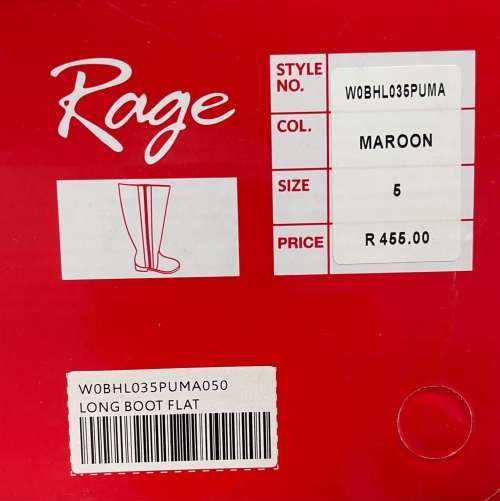 Rage
STYLE NO. W0BHL035PUMA
COL. MAROON
SIZE 5
PRICE R 455.00
W0BHL035PUMA050
LONG BOOT FLAT